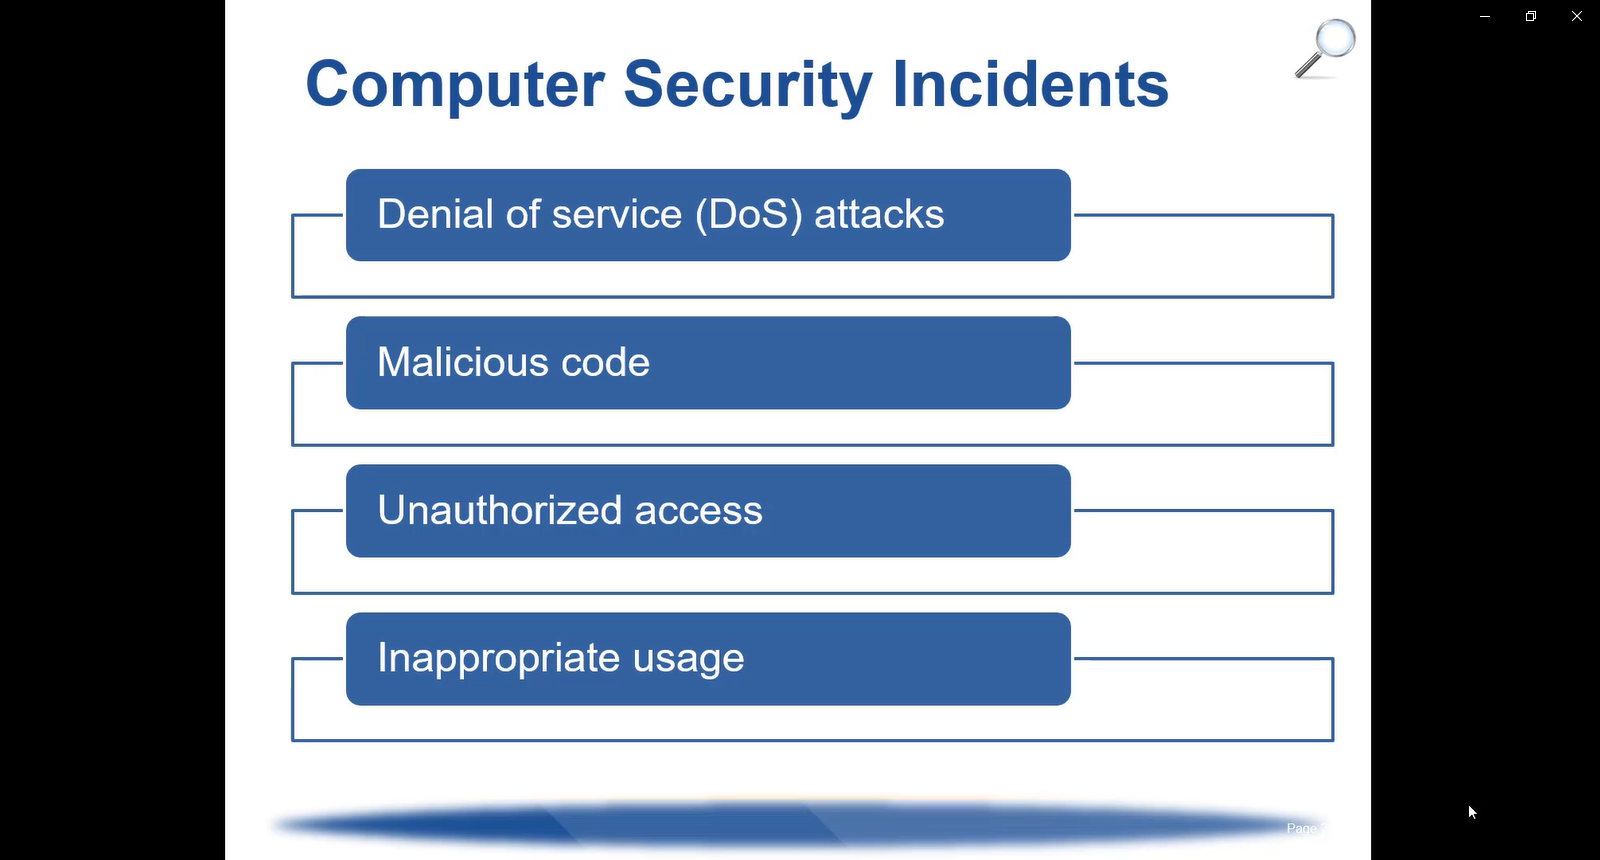 Computer Security Incidents
Denial of service (DoS) attacks
Malicious code
Unauthorized access
Inappropriate usage
Page